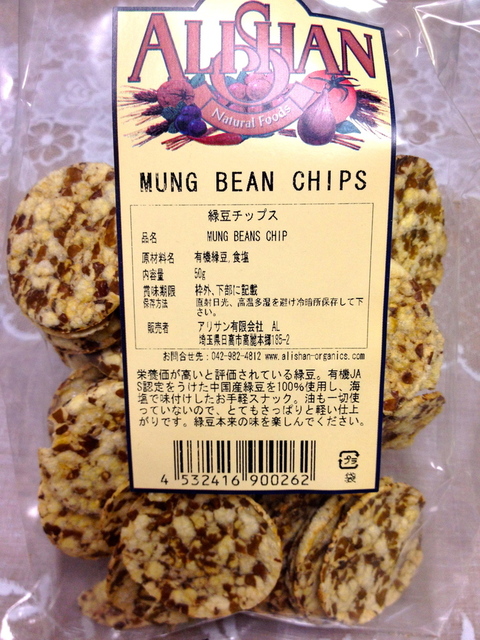 ALISHAN
Natural Foods
MUNG BEAN CHIPS
緑豆チップス
品名 MUNG BEANS CHIP
原材料名 有機緑豆,食塩
内容量 50g
賞味期限 枠外、下部に記載
保存方法 直射日光、高温多湿を避け冷暗所保存して下
さい。
販売者 アリサン有限会社 AL
埼玉県日高市高麗本郷185-2
お問合せ先:042-982-4812 www.alishan-organics.com
栄養価が高いと評価されている緑豆。有機JA
S認定をうけた中国産緑豆を100%使用し、海
塩で味付けしたお手軽スナック。油も一切使
っていないので、とてもさっぱりと軽い仕上
がりです。緑豆本来の味を楽しんでください。
4 532416 900262
プラ
袋